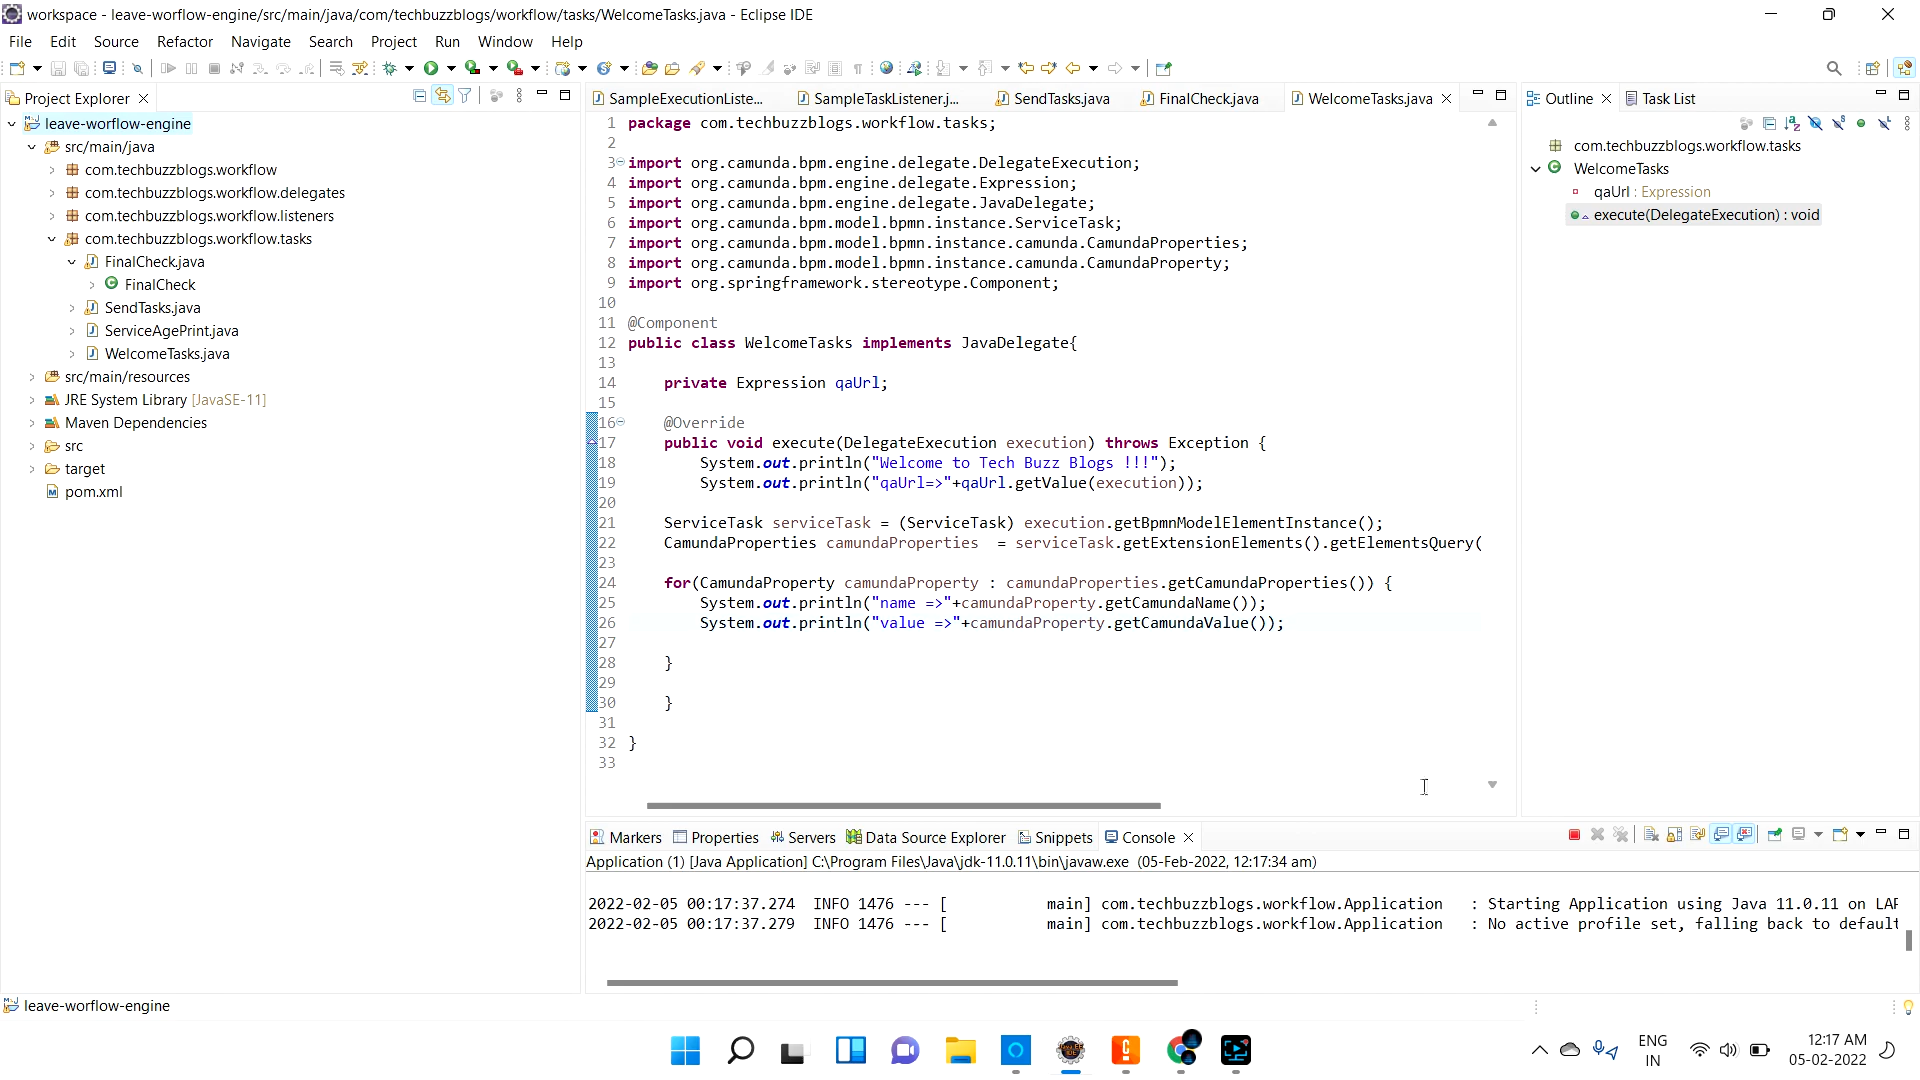 workspace - leave-worflow-engine/src/main/java/com/techbuzzblogs/workflow/tasks/WelcomeTasks.java - Eclipse IDE
File Edit Source Refactor Navigate Search Project Run Window Help
Project Explorer
leave-worflow-engine
src/main/java
com.techbuzzblogs.workflow
com.techbuzzblogs.workflow.delegates
com.techbuzzblogs.workflow.listeners
com.techbuzzblogs.workflow.tasks
FinalCheck.java
FinalCheck
SendTasks.java
ServiceAgePrint.java
WelcomeTasks.java
src/main/resources
JRE System Library [JavaSE-11]
Maven Dependencies
src
target
pom.xml
SampleExecutionListe... SampleTaskListener.j... SendTasks.java FinalCheck.java WelcomeTasks.java
1 package com.techbuzzblogs.workflow.tasks;
2
3 import org.camunda.bpm.engine.delegate.DelegateExecution;
4 import org.camunda.bpm.engine.delegate.Expression;
5 import org.camunda.bpm.engine.delegate.JavaDelegate;
6 import org.camunda.bpm.model.bpmn.instance.ServiceTask;
7 import org.camunda.bpm.model.bpmn.instance.camunda.CamundaProperties;
8 import org.camunda.bpm.model.bpmn.instance.camunda.CamundaProperty;
9 import org.springframework.stereotype.Component;
10
11 @Component
12 public class WelcomeTasks implements JavaDelegate{
13
14 private Expression qaUrl;
15
16 @Override
17 public void execute(DelegateExecution execution) throws Exception {
18 System.out.println("Welcome to Tech Buzz Blogs !!!");
19 System.out.println("qaUrl=>"+qaUrl.getValue(execution));
20
21 ServiceTask serviceTask = (ServiceTask) execution.getBpmnModelElementInstance();
22 CamundaProperties camundaProperties = serviceTask.getExtensionElements().getElementsQuery(
23
24 for(CamundaProperty camundaProperty : camundaProperties.getCamundaProperties()) {
25 System.out.println("name =>"+camundaProperty.getCamundaName());
26 System.out.println("value =>"+camundaProperty.getCamundaValue());
27
28 }
29
30 }
31
32 }
33
Outline Task List
com.techbuzzblogs.workflow.tasks
WelcomeTasks
qaUrl : Expression
execute(DelegateExecution) : void
Markers Properties Servers Data Source Explorer Snippets Console
Application (1) [Java Application] C:\Program Files\Java\jdk-11.0.11\bin\javaw.exe (05-Feb-2022, 12:17:34 am)
2022-02-05 00:17:37.274 INFO 1476 --- [ main] com.techbuzzblogs.workflow.Application : Starting Application using Java 11.0.11 on LAP
2022-02-05 00:17:37.279 INFO 1476 --- [ main] com.techbuzzblogs.workflow.Application : No active profile set, falling back to default
leave-worflow-engine
ENG
IN
12:17 AM
05-02-2022